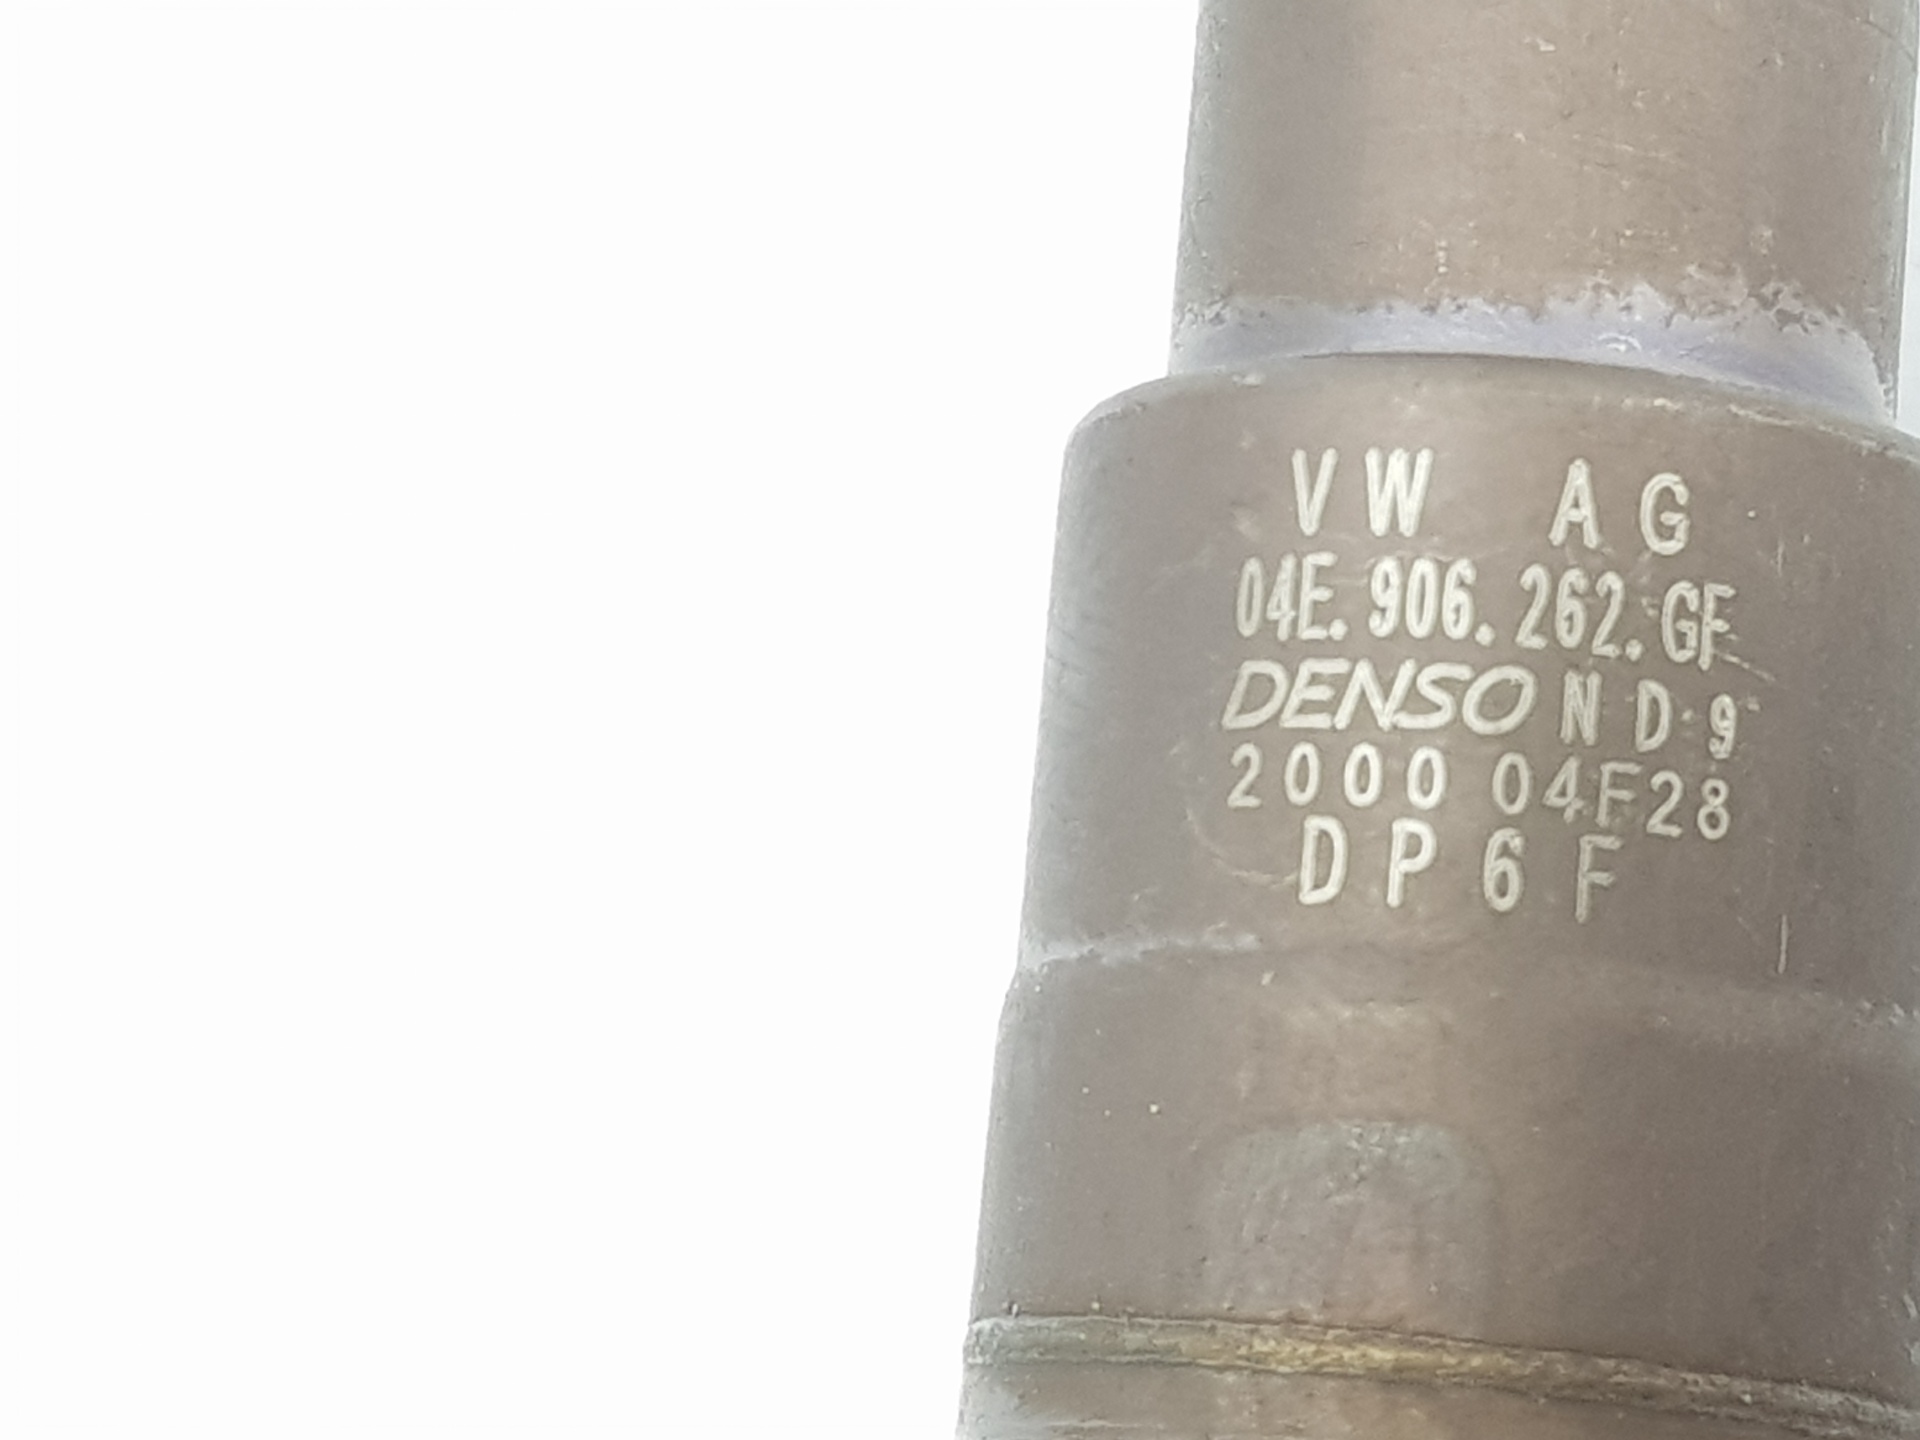 VW AG
04E.906.262.GF
DENSO ND 9
2000 04F28
DP6F